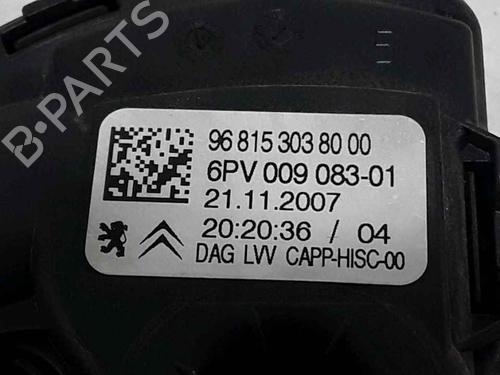 B-PARTS
96 815 303 80 00
6PV 009 083-01
21.11.2007
20:20:36 / 04
DAG LVV CAPP-HISC-00